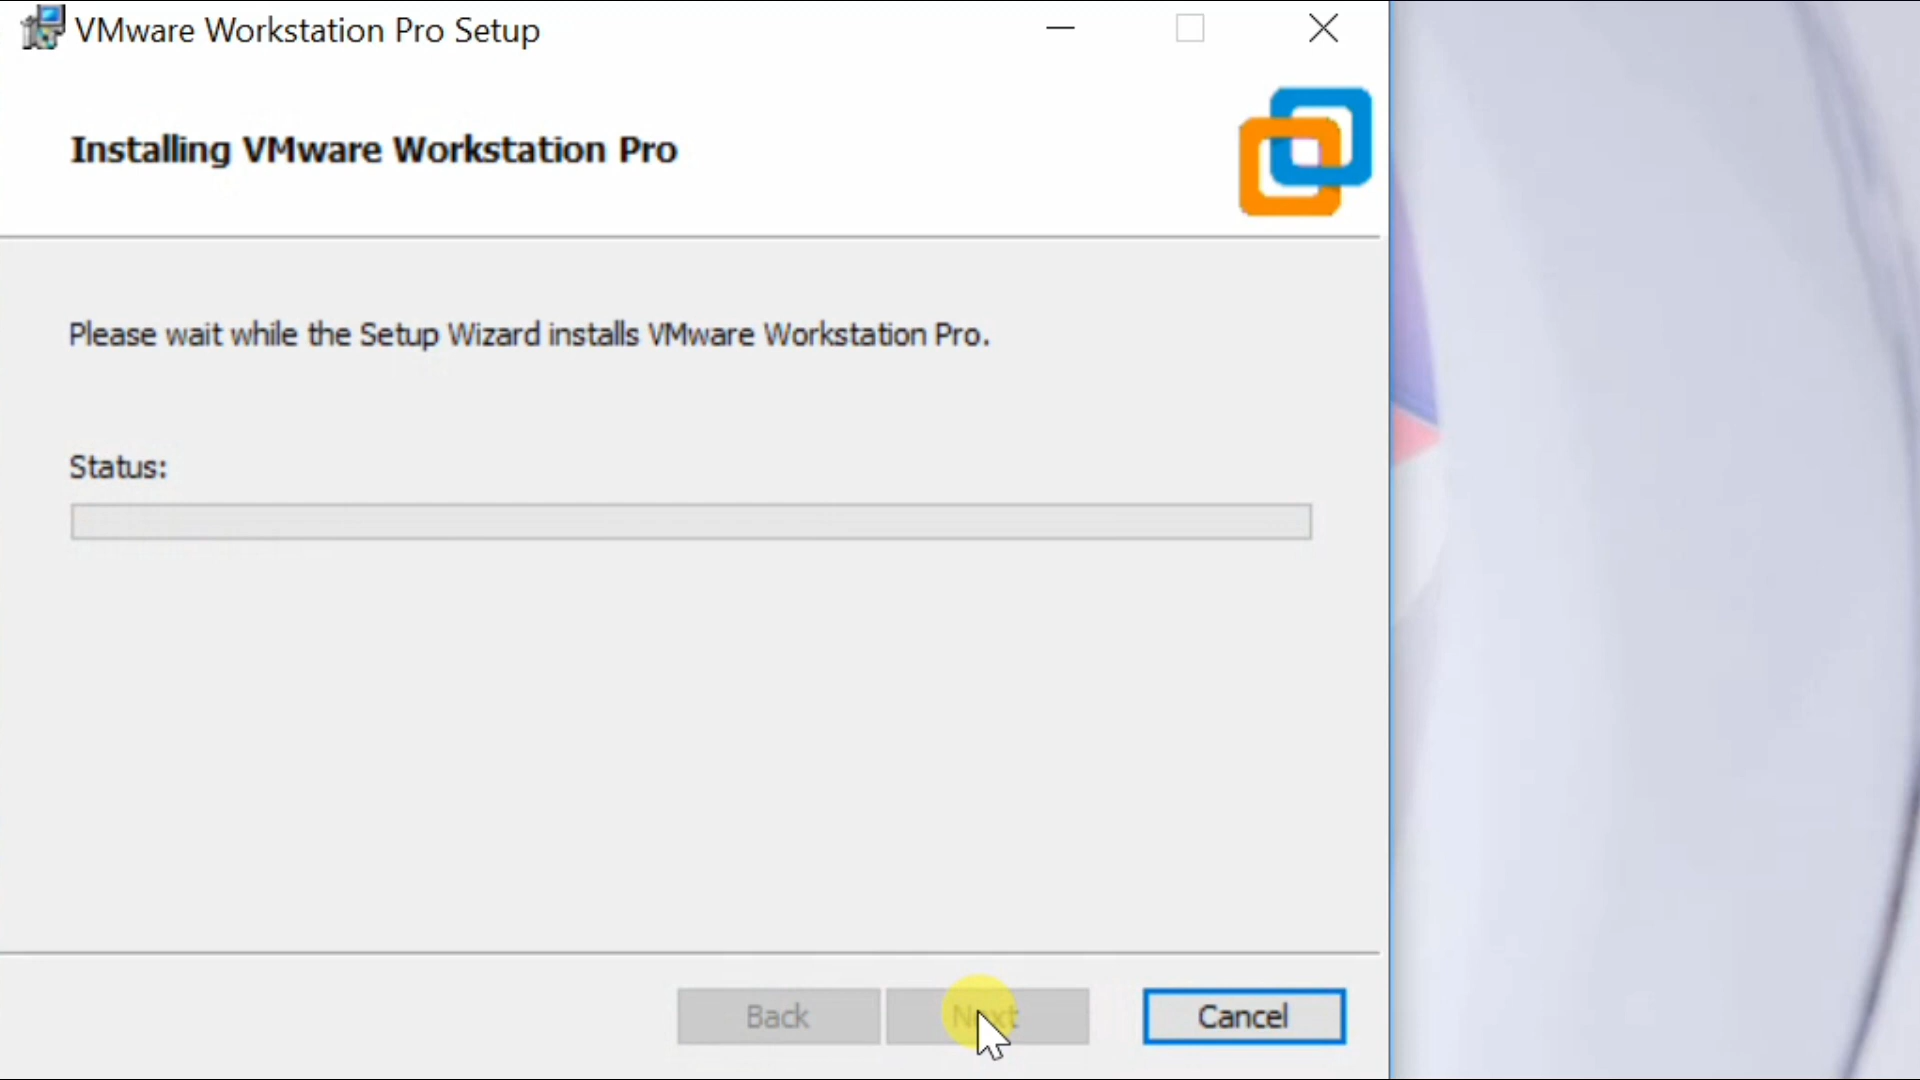 VMware Workstation Pro Setup
Installing VMware Workstation Pro
Please wait while the Setup Wizard installs VMware Workstation Pro.
Status:
Back
Next
Cancel